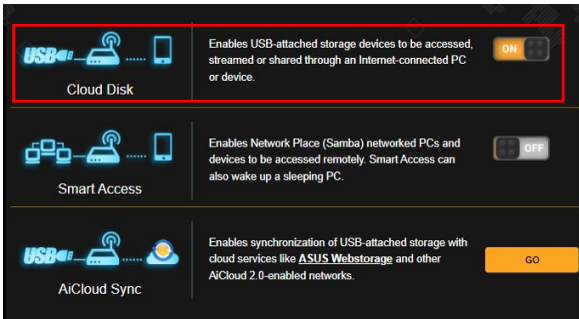 Enables USB-attached storage devices to be accessed,
USB
streamed or shared through an Internet-connected PC
ON
or device.
Cloud Disk
Enables Network Place (Samba) networked PCs and
devices to be accessed remotely. Smart Access can
OFF
also wake up a sleeping PC.
Smart Access
Enables synchronization of USB-attached storage with
USB
cloud services like ASUS Webstorage and other
GO
AiCloud 2.0-enabled networks.
AiCloud Sync